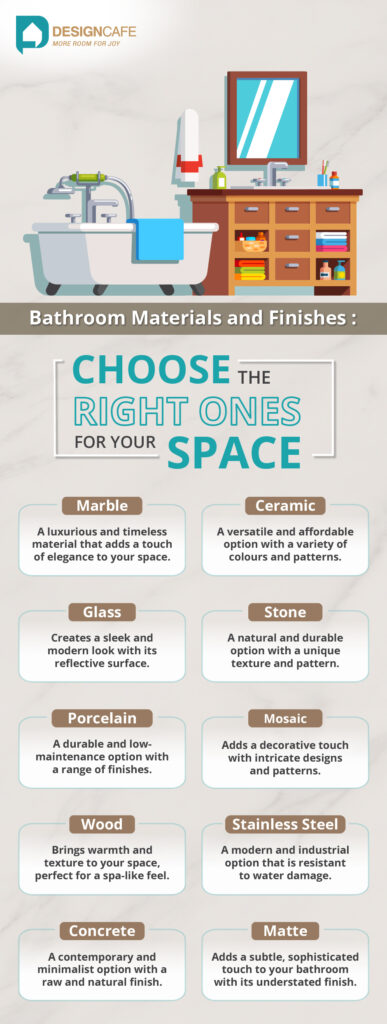 DESIGNCAFE
MORE ROOM FOR JOY
Bathroom Materials and Finishes :
CHOOSE THE
RIGHT ONES
FOR YOUR SPACE
Marble
A luxurious and timeless
material that adds a touch
of elegance to your space.
Ceramic
A versatile and affordable
option with a variety of
colours and patterns.
Glass
Creates a sleek and
modern look with its
reflective surface.
Stone
A natural and durable
option with a unique
texture and pattern.
Porcelain
A durable and low-
maintenance option with
a range of finishes.
Mosaic
Adds a decorative touch
with intricate designs
and patterns.
Wood
Brings warmth and
texture to your space,
perfect for a spa-like feel.
Stainless Steel
A modern and industrial
option that is resistant
to water damage.
Concrete
A contemporary and
minimalist option with a
raw and natural finish.
Matte
Adds a subtle, sophisticated
touch to your bathroom
with its understated finish.